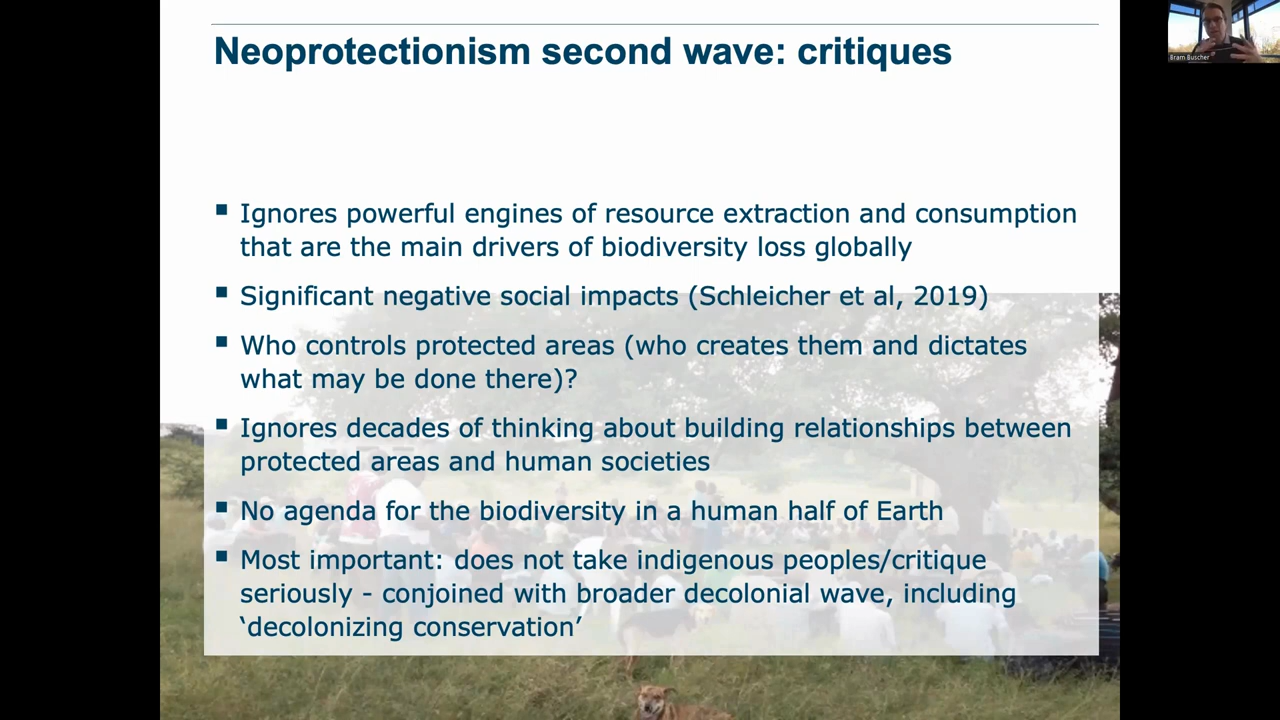 Neoprotectionism second wave: critiques
Bram Buscher
▪ Ignores powerful engines of resource extraction and consumption
that are the main drivers of biodiversity loss globally
▪ Significant negative social impacts (Schleicher et al, 2019)
▪ Who controls protected areas (who creates them and dictates
what may be done there)?
▪ Ignores decades of thinking about building relationships between
protected areas and human societies
▪ No agenda for the biodiversity in a human half of Earth
▪ Most important: does not take indigenous peoples/critique
seriously - conjoined with broader decolonial wave, including
‘decolonizing conservation’